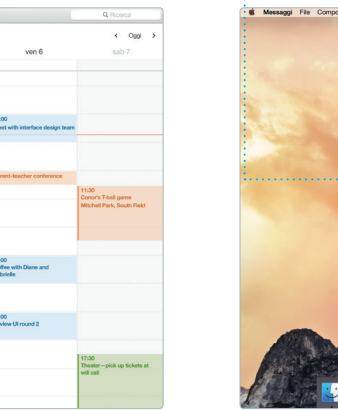 Ricerca
Oggi
ven 6
sab 7
:00
et with interface design team
rent-teacher conference
11:30
Conor's T-ball game
Mitchell Park, South Field
:00
ffee with Diane and
brielle
:00
view UI round 2
17:30
Theater—pick up tickets at
will call
Messaggi File Compo